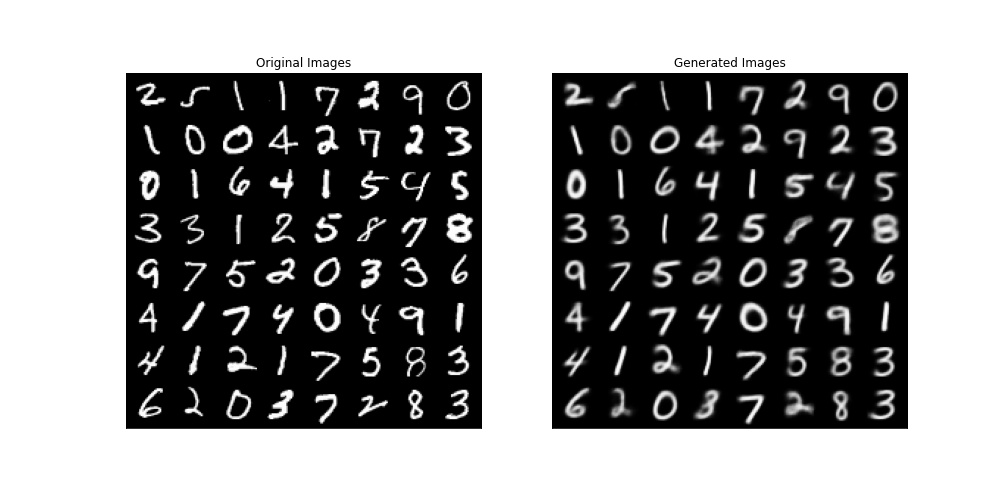 Original Images
Generated Images
2 5 1 1 7 2 9 0
1 0 0 4 2 7 2 3
0 1 6 4 1 5 4 5
3 3 1 2 5 8 7 8
9 7 5 2 0 3 3 6
4 1 7 4 0 4 9 1
4 1 2 1 7 5 8 3
6 2 0 3 7 2 8 3
2 5 1 1 7 2 9 0
1 0 0 4 2 9 2 3
0 1 6 4 1 5 4 5
3 3 1 2 5 8 7 8
9 7 5 2 0 3 3 6
4 1 7 4 0 4 9 1
4 1 2 1 7 5 8 3
6 2 0 3 7 2 8 3